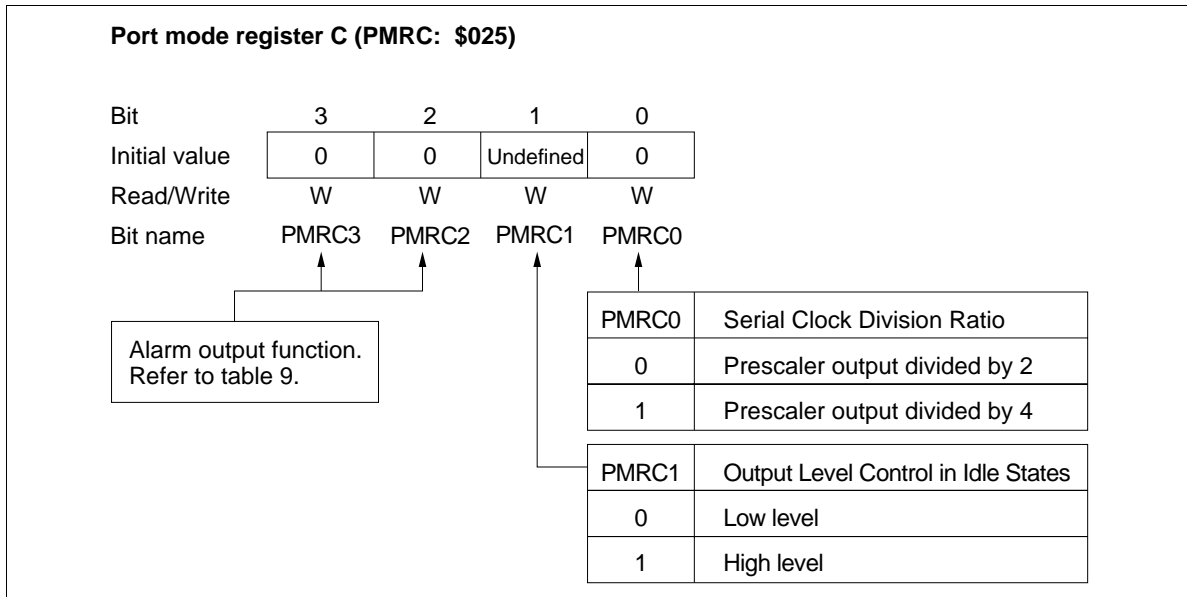 Port mode register C (PMRC: $025)
Bit 3 2 1 0
Initial value 0 0 Undefined 0
Read/Write W W W W
Bit name PMRC3 PMRC2 PMRC1 PMRC0
Alarm output function.
Refer to table 9.
PMRC0 Serial Clock Division Ratio
0 Prescaler output divided by 2
1 Prescaler output divided by 4
PMRC1 Output Level Control in Idle States
0 Low level
1 High level